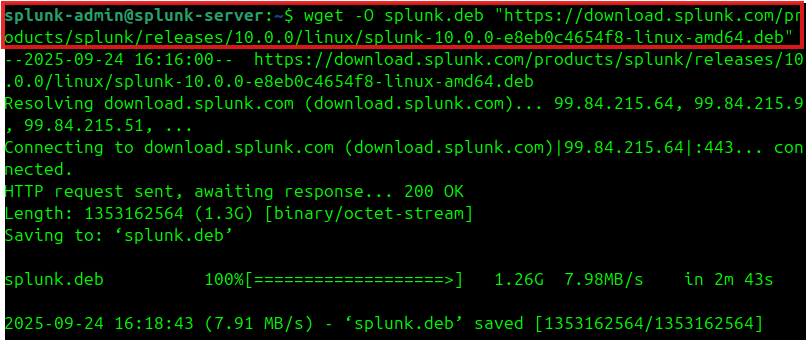 splunk-admin@splunk-server:~$ wget -O splunk.deb "https://download.splunk.com/pr
oducts/splunk/releases/10.0.0/linux/splunk-10.0.0-e8eb0c4654f8-linux-amd64.deb"
--2025-09-24 16:16:00--  https://download.splunk.com/products/splunk/releases/10
.0.0/linux/splunk-10.0.0-e8eb0c4654f8-linux-amd64.deb
Resolving download.splunk.com (download.splunk.com)... 99.84.215.64, 99.84.215.9
, 99.84.215.51, ...
Connecting to download.splunk.com (download.splunk.com)|99.84.215.64|:443... con
nected.
HTTP request sent, awaiting response... 200 OK
Length: 1353162564 (1.3G) [binary/octet-stream]
Saving to: ‘splunk.deb’
splunk.deb          100%[===================>]   1.26G  7.98MB/s    in 2m 43s
2025-09-24 16:18:43 (7.91 MB/s) - ‘splunk.deb’ saved [1353162564/1353162564]